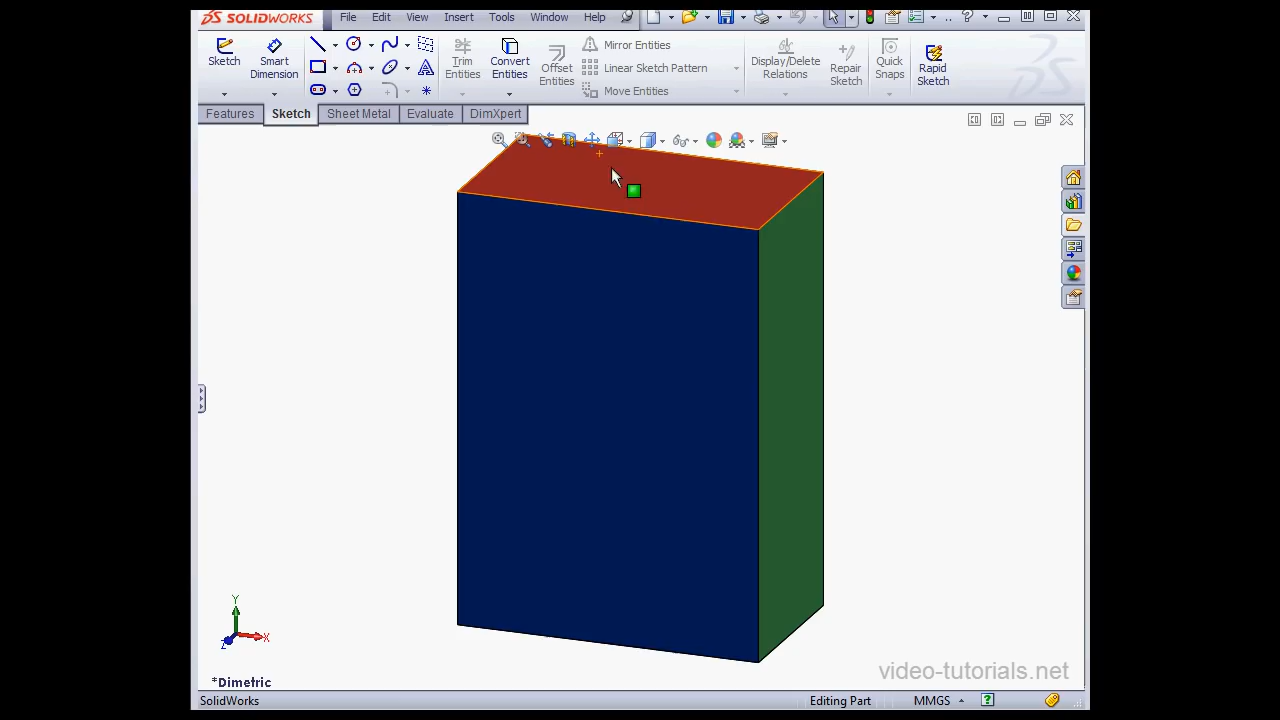 SOLIDWORKS File Edit View Insert Tools Window Help
Sketch Smart Dimension Trim Entities Convert Entities Offset Entities Mirror Entities Linear Sketch Pattern Move Entities Display/Delete Relations Repair Sketch Quick Snaps Rapid Sketch
Features Sketch Sheet Metal Evaluate DimXpert
Y
X
Z
*Dimetric
video-tutorials.net
SolidWorks Editing Part MMGS